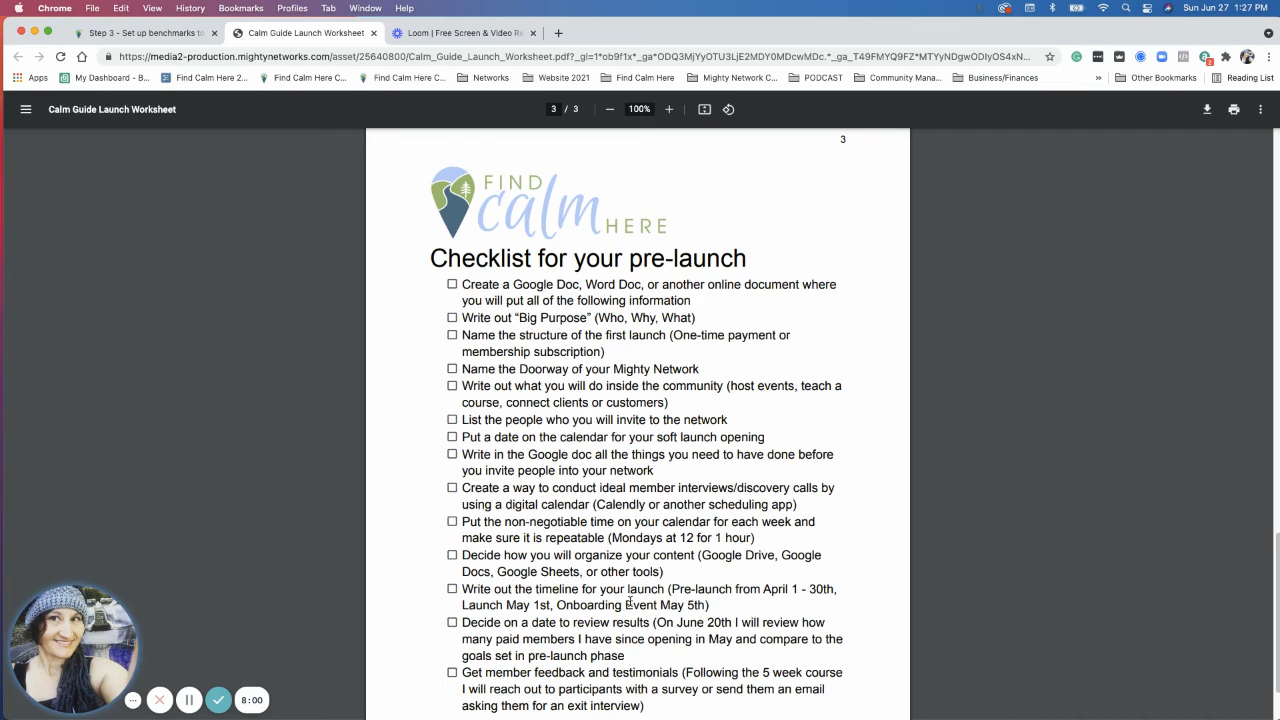 Chrome File Edit View History Bookmarks Profiles Tab Window Help Sun Jun 27 1:27 PM
Step 3 - Set up benchmarks to Calm Guide Launch Worksheet Loom | Free Screen & Video Re
https://media2-production.mightynetworks.com/asset/25640800/Calm_Guide_Launch_Worksheet.pdf?_gl=1*ob9f1x*_ga*ODQ3MjYyOTU3LjE2MDY0MDcwMDc.*_ga_T49FMYQ9FZ*MTYyNDgwODIyOS4xN...
Apps My Dashboard - B... Find Calm Here 2... Find Calm Here C... Find Calm Here C... Networks Website 2021 Find Calm Here Mighty Network C... PODCAST Community Mana... Business/Finances » Other Bookmarks Reading List
Calm Guide Launch Worksheet 3 / 3 100%
3
FIND
calm
HERE
Checklist for your pre-launch
Create a Google Doc, Word Doc, or another online document where
you will put all of the following information
Write out “Big Purpose” (Who, Why, What)
Name the structure of the first launch (One-time payment or
membership subscription)
Name the Doorway of your Mighty Network
Write out what you will do inside the community (host events, teach a
course, connect clients or customers)
List the people who you will invite to the network
Put a date on the calendar for your soft launch opening
Write in the Google doc all the things you need to have done before
you invite people into your network
Create a way to conduct ideal member interviews/discovery calls by
using a digital calendar (Calendly or another scheduling app)
Put the non-negotiable time on your calendar for each week and
make sure it is repeatable (Mondays at 12 for 1 hour)
Decide how you will organize your content (Google Drive, Google
Docs, Google Sheets, or other tools)
Write out the timeline for your launch (Pre-launch from April 1 - 30th,
Launch May 1st, Onboarding Event May 5th)
Decide on a date to review results (On June 20th I will review how
many paid members I have since opening in May and compare to the
goals set in pre-launch phase
Get member feedback and testimonials (Following the 5 week course
I will reach out to participants with a survey or send them an email
asking them for an exit interview)
8:00